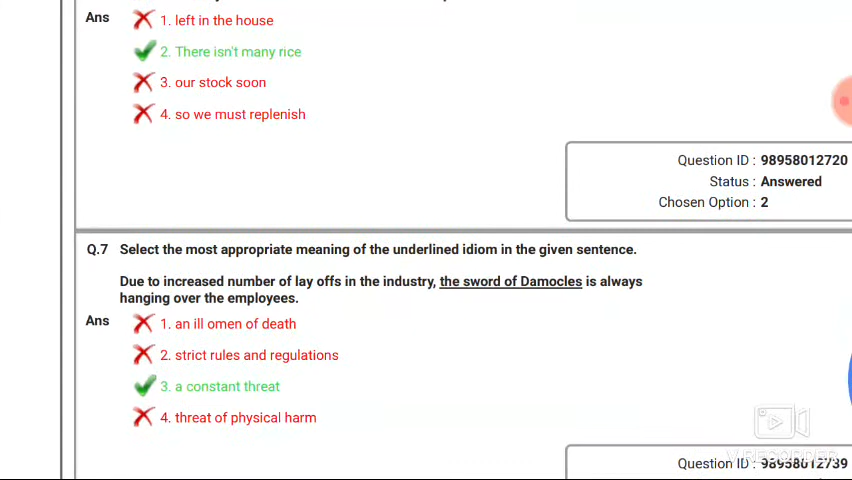 Ans
1. left in the house
2. There isn't many rice
3. our stock soon
4. so we must replenish
Question ID : 98958012720
Status : Answered
Chosen Option : 2
Q.7 Select the most appropriate meaning of the underlined idiom in the given sentence.
Due to increased number of lay offs in the industry, the sword of Damocles is always
hanging over the employees.
Ans
1. an ill omen of death
2. strict rules and regulations
3. a constant threat
4. threat of physical harm
V RECORDER
Question ID : 98958012739